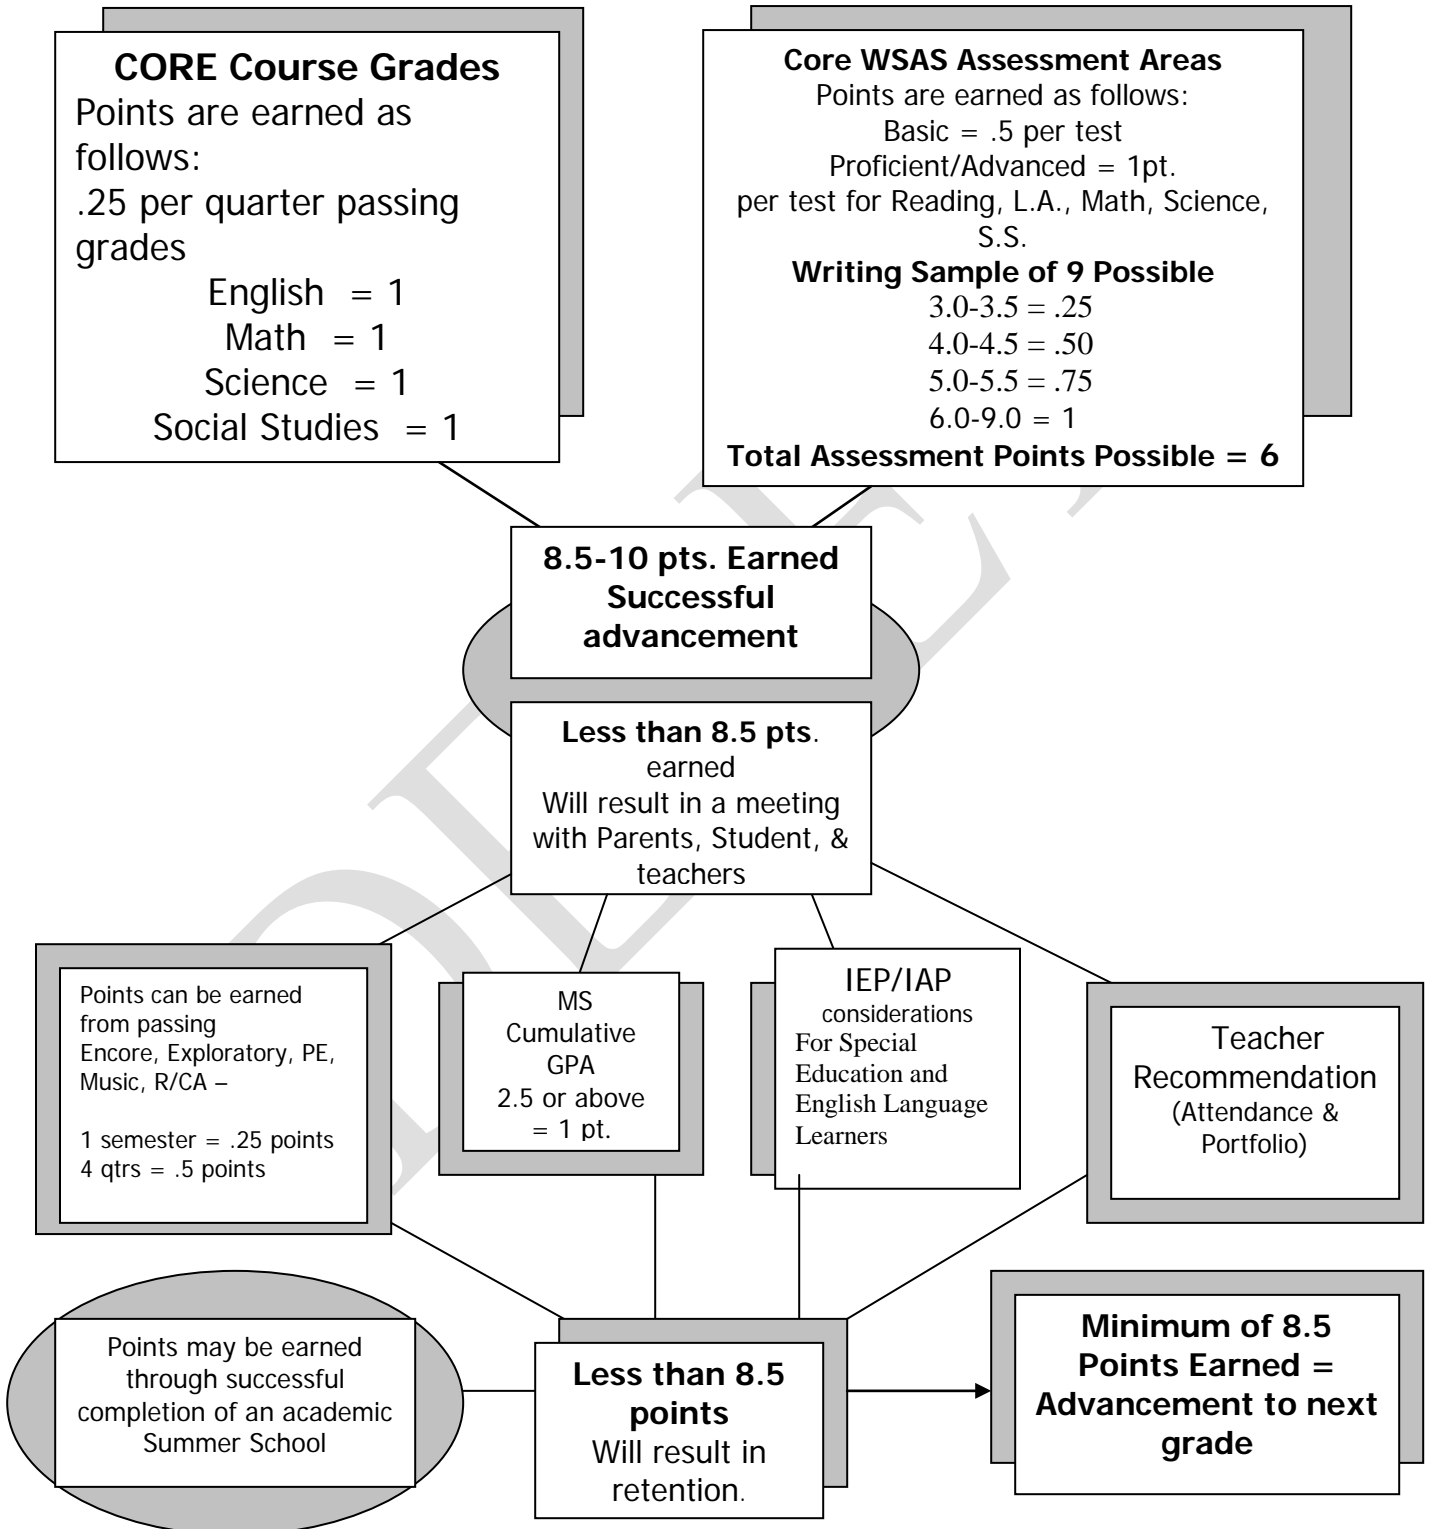 CORE Course Grades
Points are earned as
follows:
.25 per quarter passing
grades
English = 1
Math = 1
Science = 1
Social Studies = 1
Core WSAS Assessment Areas
Points are earned as follows:
Basic = .5 per test
Proficient/Advanced = 1pt.
per test for Reading, L.A., Math, Science,
S.S.
Writing Sample of 9 Possible
3.0-3.5 = .25
4.0-4.5 = .50
5.0-5.5 = .75
6.0-9.0 = 1
Total Assessment Points Possible = 6
8.5-10 pts. Earned
Successful
advancement
Less than 8.5 pts.
earned
Will result in a meeting
with Parents, Student, &
teachers
Points can be earned
from passing
Encore, Exploratory, PE,
Music, R/CA –
1 semester = .25 points
4 qtrs = .5 points
MS
Cumulative
GPA
2.5 or above
= 1 pt.
IEP/IAP
considerations
For Special
Education and
English Language
Learners
Teacher
Recommendation
(Attendance &
Portfolio)
Points may be earned
through successful
completion of an academic
Summer School
Less than 8.5
points
Will result in
retention.
Minimum of 8.5
Points Earned =
Advancement to next
grade